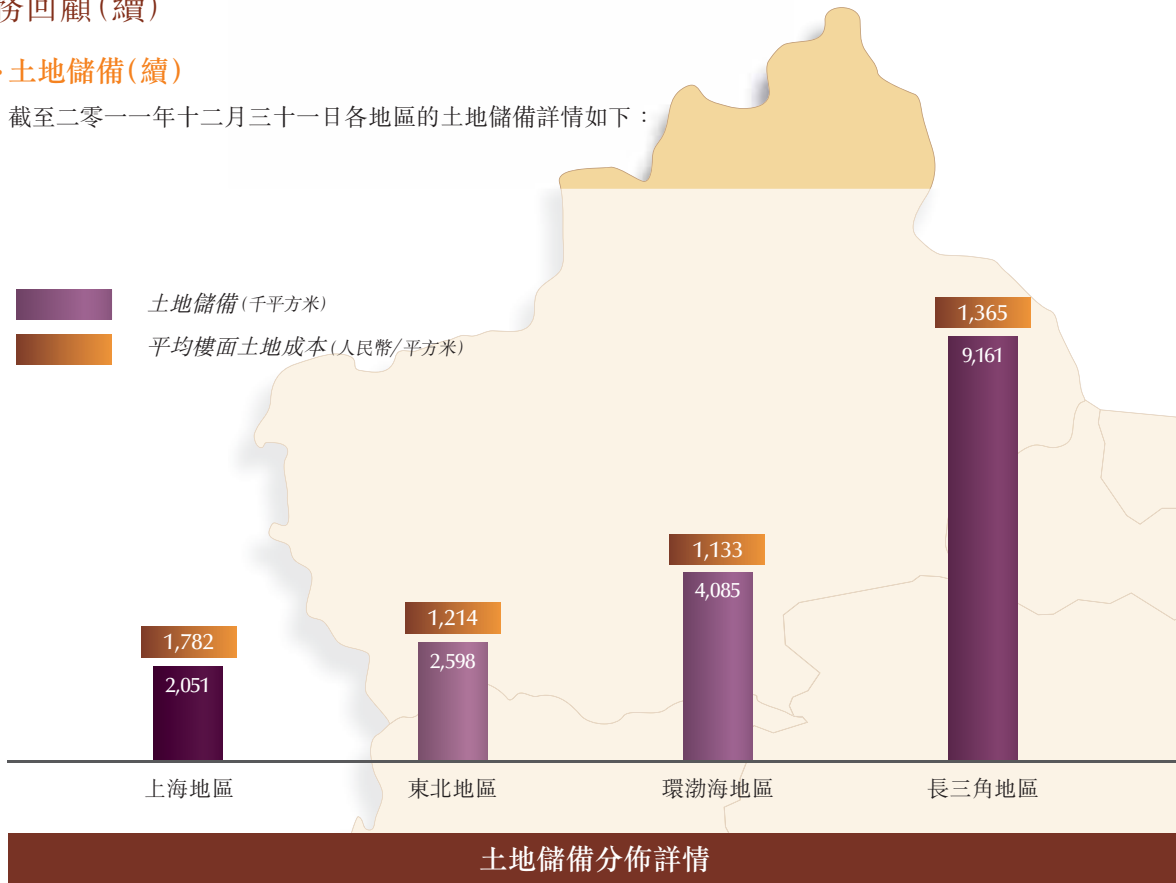 務回顧(續)
土地儲備(續)
截至二零一一年十二月三十一日各地區的土地儲備詳情如下：
土地儲備(千平方米)
平均樓面土地成本(人民幣/平方米)
1,365
9,161
1,133
4,085
1,214
2,598
1,782
2,051
上海地區 東北地區 環渤海地區 長三角地區
土地儲備分佈詳情